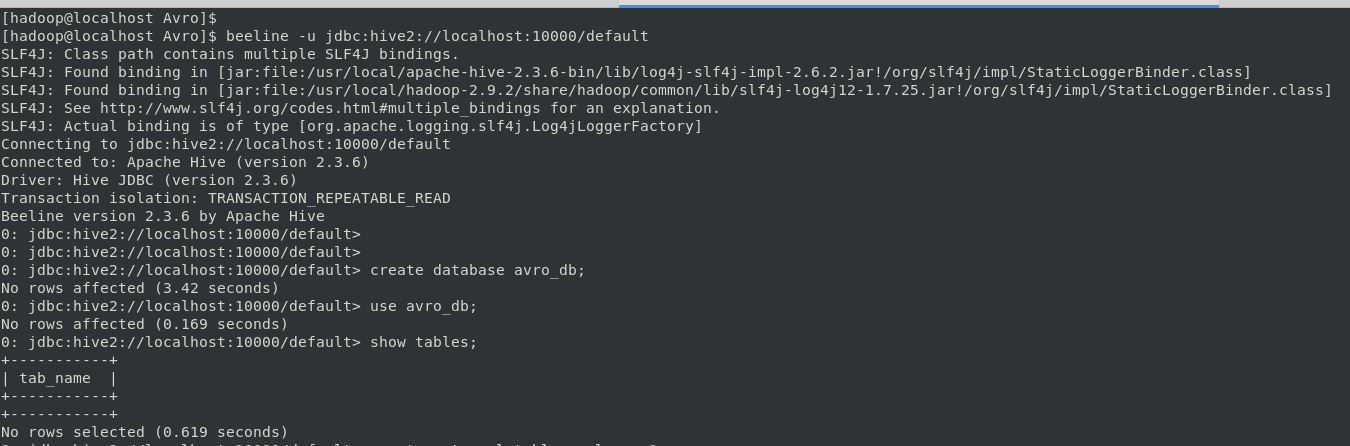 [hadoop@localhost Avro]$
[hadoop@localhost Avro]$ beeline -u jdbc:hive2://localhost:10000/default
SLF4J: Class path contains multiple SLF4J bindings.
SLF4J: Found binding in [jar:file:/usr/local/apache-hive-2.3.6-bin/lib/log4j-slf4j-impl-2.6.2.jar!/org/slf4j/impl/StaticLoggerBinder.class]
SLF4J: Found binding in [jar:file:/usr/local/hadoop-2.9.2/share/hadoop/common/lib/slf4j-log4j12-1.7.25.jar!/org/slf4j/impl/StaticLoggerBinder.class]
SLF4J: See http://www.slf4j.org/codes.html#multiple_bindings for an explanation.
SLF4J: Actual binding is of type [org.apache.logging.slf4j.Log4jLoggerFactory]
Connecting to jdbc:hive2://localhost:10000/default
Connected to: Apache Hive (version 2.3.6)
Driver: Hive JDBC (version 2.3.6)
Transaction isolation: TRANSACTION_REPEATABLE_READ
Beeline version 2.3.6 by Apache Hive
0: jdbc:hive2://localhost:10000/default>
0: jdbc:hive2://localhost:10000/default>
0: jdbc:hive2://localhost:10000/default> create database avro_db;
No rows affected (3.42 seconds)
0: jdbc:hive2://localhost:10000/default> use avro_db;
No rows affected (0.169 seconds)
0: jdbc:hive2://localhost:10000/default> show tables;
+-----------+
| tab_name  |
+-----------+
+-----------+
No rows selected (0.619 seconds)